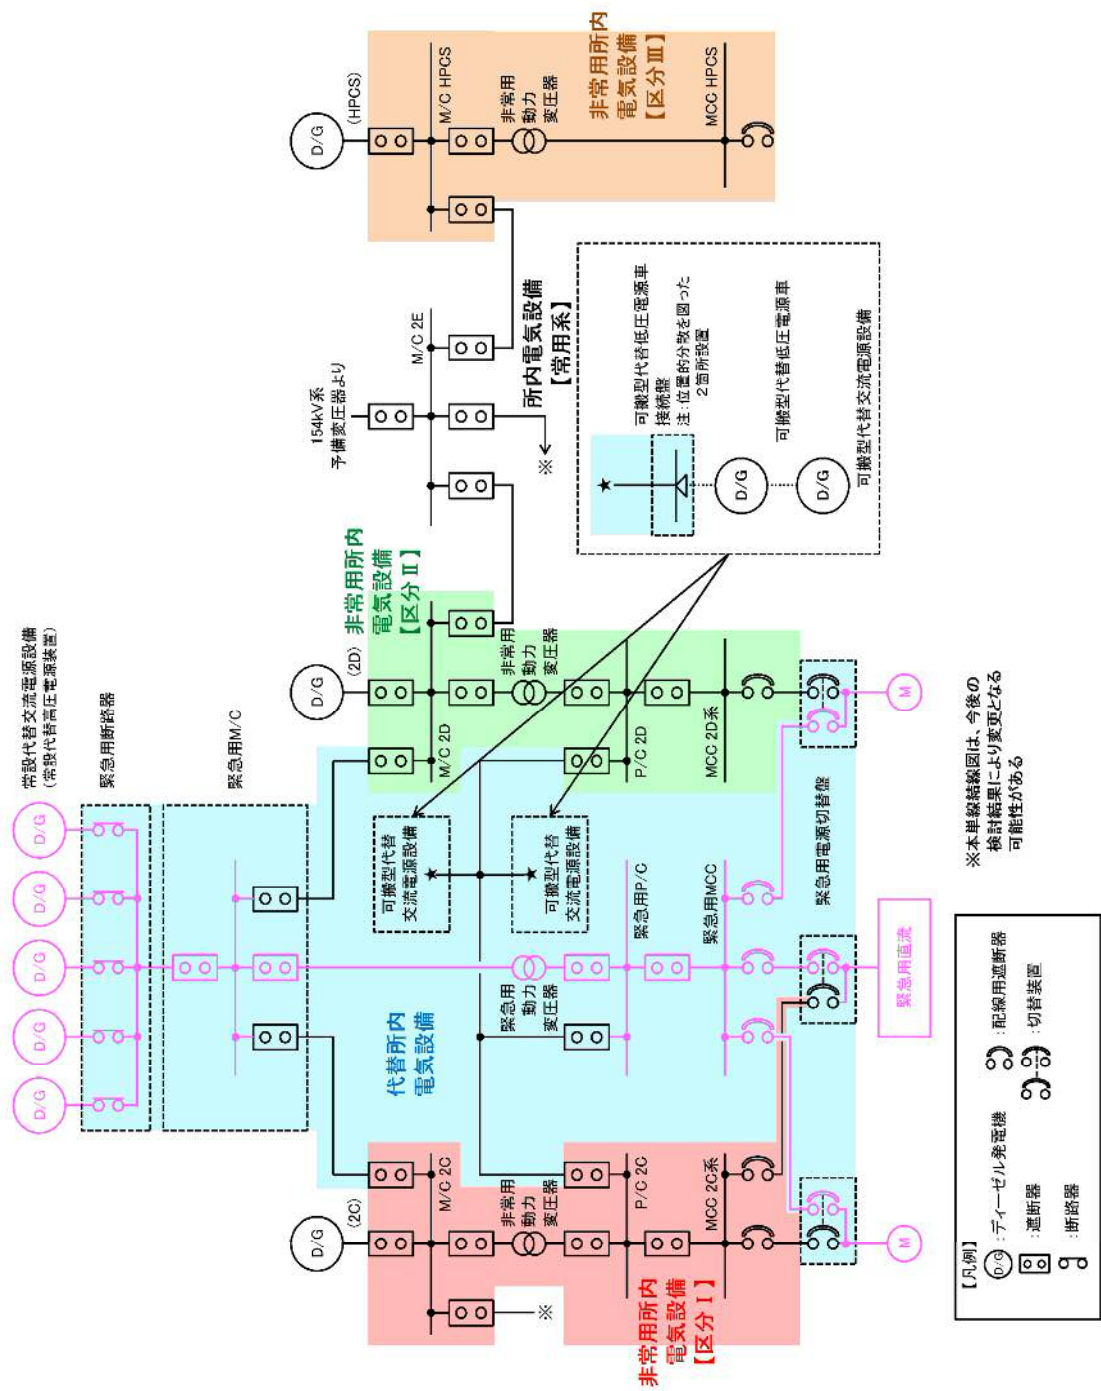 常設代替交流電源設備
(常設代替高圧電源装置)
D/G
D/G
D/G
D/G
D/G
緊急用断路器
緊急用M/C
代替所内
電気設備
D/G
(2C)
M/C 2C
※
非常用
動力
変圧器
P/C 2C
MCC 2C系
非常用所内
電気設備
【区分Ⅰ】
M
緊急用
動力
変圧器
緊急用P/C
緊急用MCC
緊急用電源切替盤
緊急用直流
可搬型代替
交流電源設備
可搬型代替
交流電源設備
D/G
(2D)
非常用所内
電気設備
【区分Ⅱ】
M/C 2D
非常用
動力
変圧器
P/C 2D
MCC 2D系
M
154kV系
予備変圧器より
M/C 2E
※
所内電気設備
【常用系】
D/G
(HPCS)
M/C HPCS
非常用
動力
変圧器
非常用所内
電気設備
【区分Ⅲ】
MCC HPCS
可搬型代替低圧電源車
接続盤
注:位置的分散を図った
2箇所設置
D/G
D/G
可搬型代替低圧電源車
可搬型代替交流電源設備
【凡例】
D/G
:ディーゼル発電機
:遮断器
:断路器
:配線用遮断器
:切替装置
※本単線結線図は、今後の
検討結果により変更となる
可能性がある